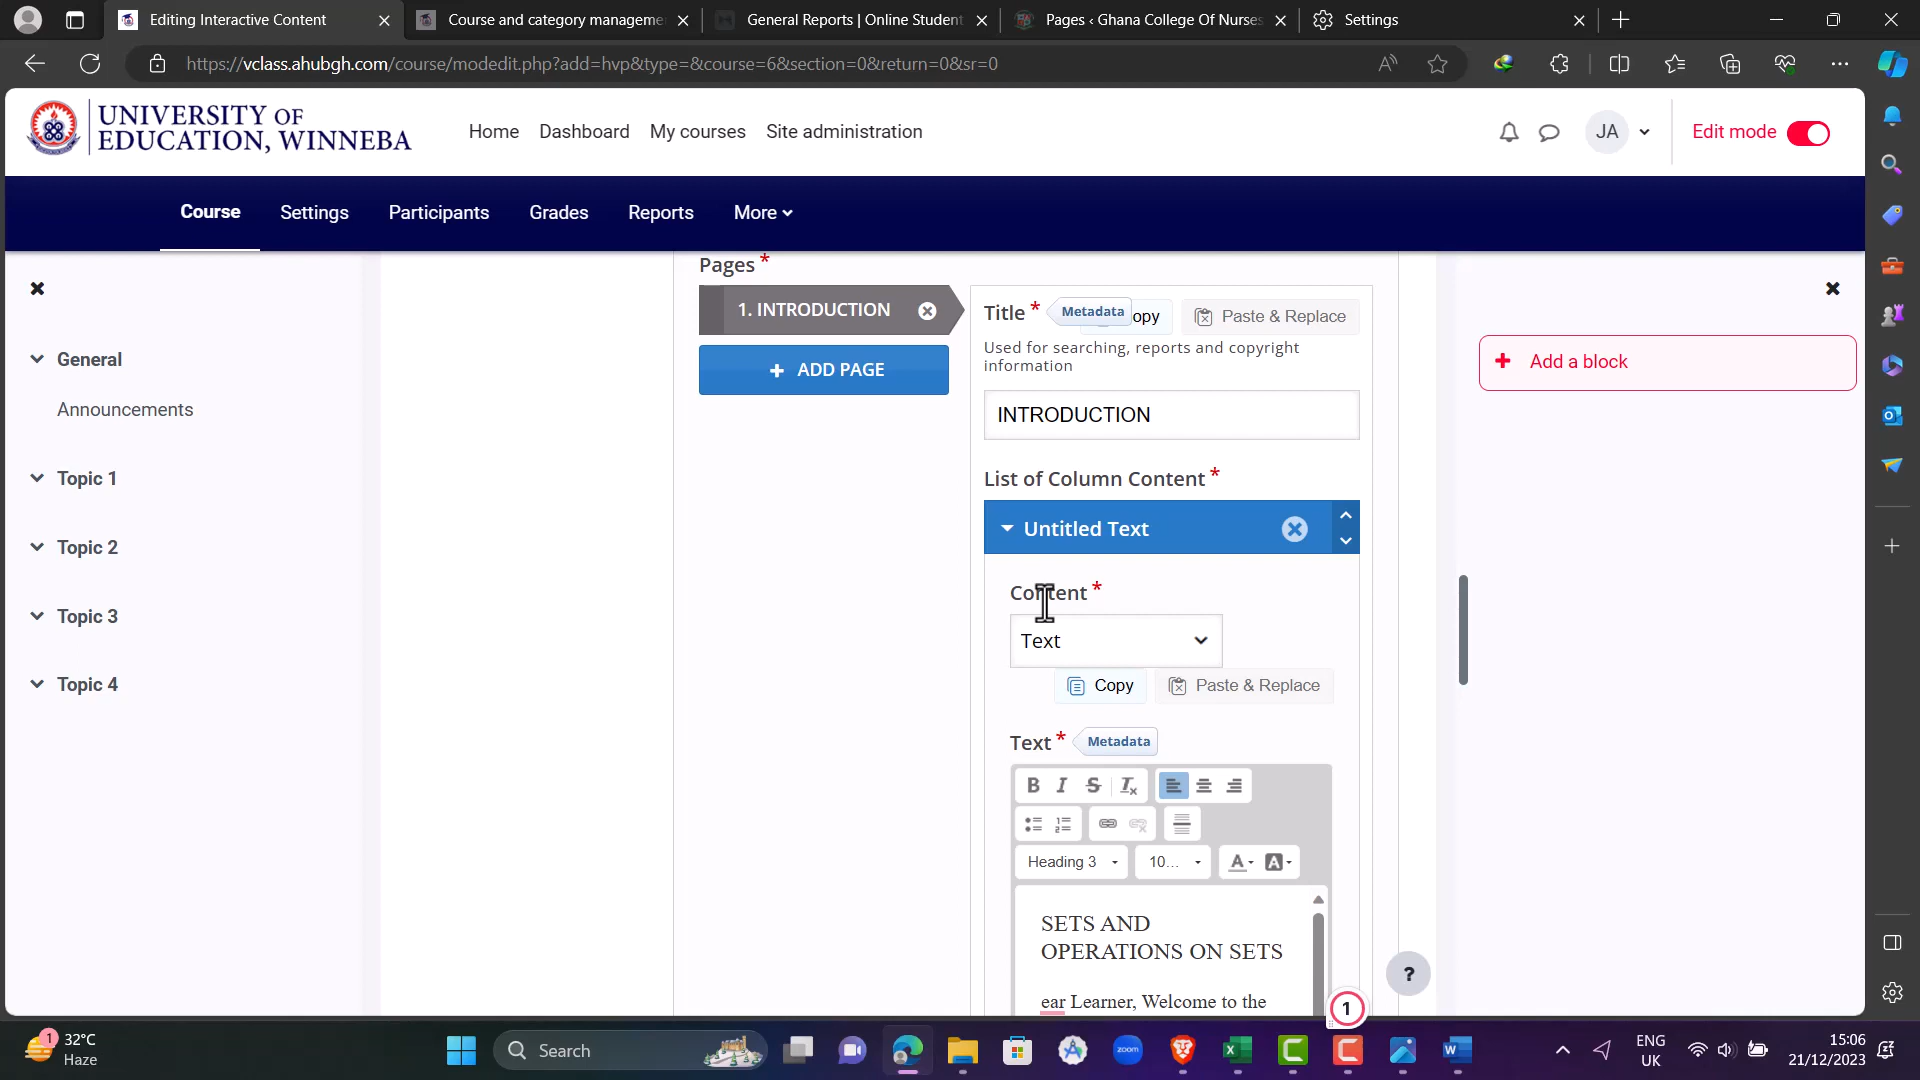 Editing Interactive Content
Course and category manageme
General Reports | Online Student
Pages ‹ Ghana College Of Nurses
Settings
https://vclass.ahubgh.com/course/modedit.php?add=hvp&type=&course=6&section=0&return=0&sr=0
UNIVERSITY OF
EDUCATION, WINNEBA
Home
Dashboard
My courses
Site administration
JA
Edit mode
Course
Settings
Participants
Grades
Reports
More
General
Announcements
Topic 1
Topic 2
Topic 3
Topic 4
Pages *
1. INTRODUCTION
+ ADD PAGE
Title *
Metadata
opy
Paste & Replace
Used for searching, reports and copyright
information
INTRODUCTION
List of Column Content *
Untitled Text
Content *
Text
Copy
Paste & Replace
Text *
Metadata
Heading 3
10...
SETS AND
OPERATIONS ON SETS
ear Learner, Welcome to the
+ Add a block
?
1
1
32°C
Haze
Search
zoom
ENG
UK
15:06
21/12/2023